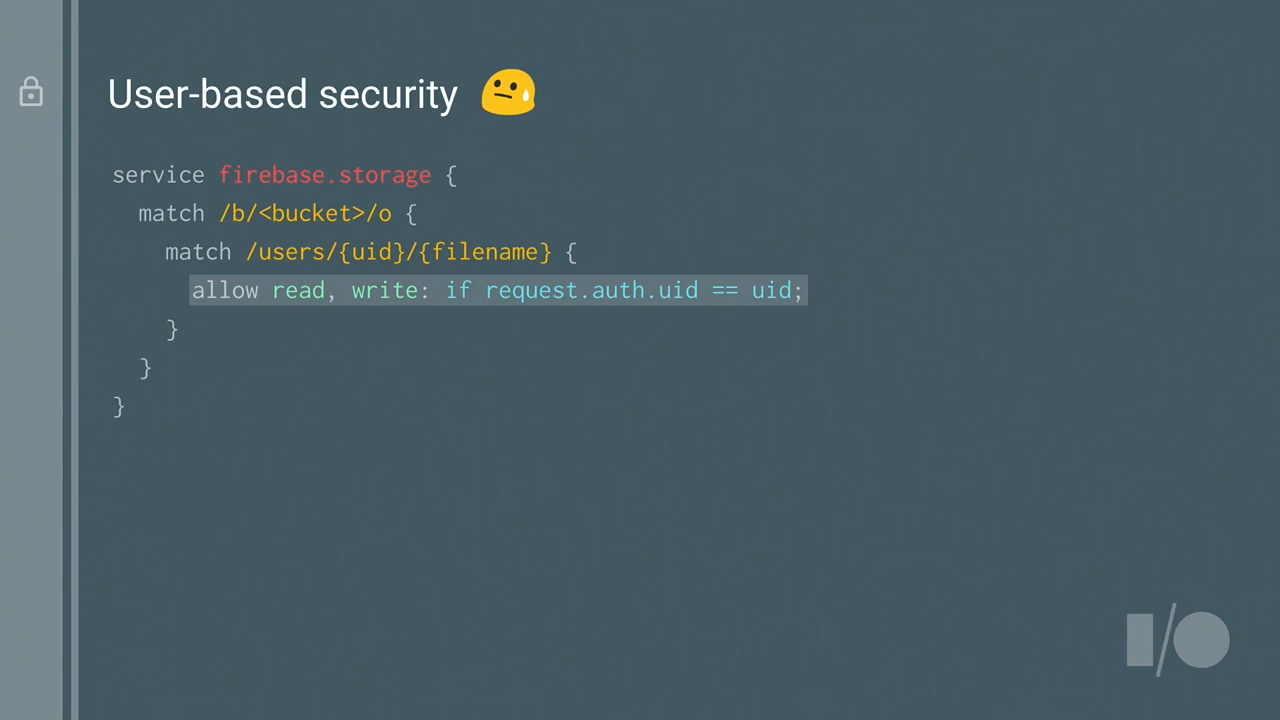 User-based security
service firebase.storage {
match /b/<bucket>/o {
match /users/{uid}/{filename} {
allow read, write: if request.auth.uid == uid;
}
}
}
I/O